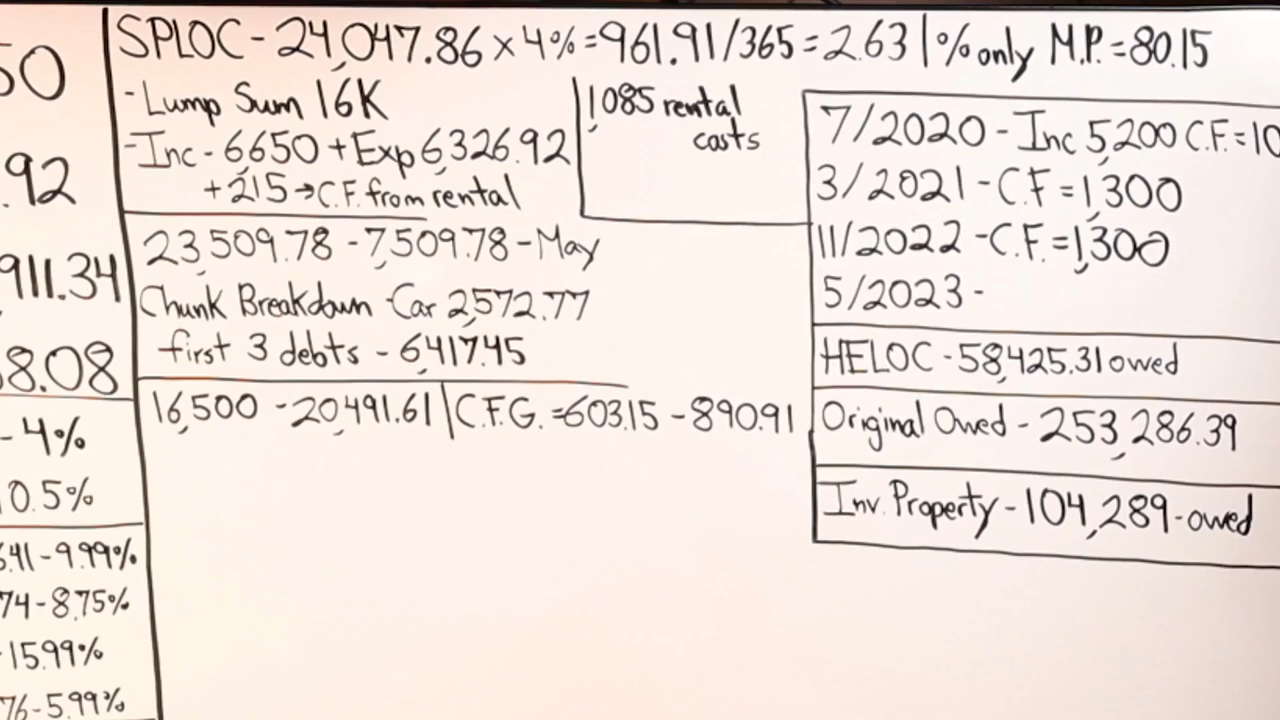 50
.92
911.34
8.08
-4%
0.5%
.41-9.99%
74-8.75%
-15.99%
76-5.99%
SPLOC-24,047.86 x 4%=961.91/365=2.63 | % only M.P.=80.15
-Lump Sum 16K
-Inc-6650 + Exp 6326.92
+215→C.F. from rental
1,085 rental
costs
23,509.78 -7,509.78-May
Chunk Breakdown-Car 2,572.77
first 3 debts - 6,417.45
16,500 -20,491.61 | C.F.G. =603.15 -890.91
7/2020-Inc 5,200 C.F.=10
3/2021-C.F=1,300
11/2022-C.F.=1,300
5/2023-
HELOC-58,425.31 owed
Original Owed-253,286.39
Inv. Property-104,289-owed